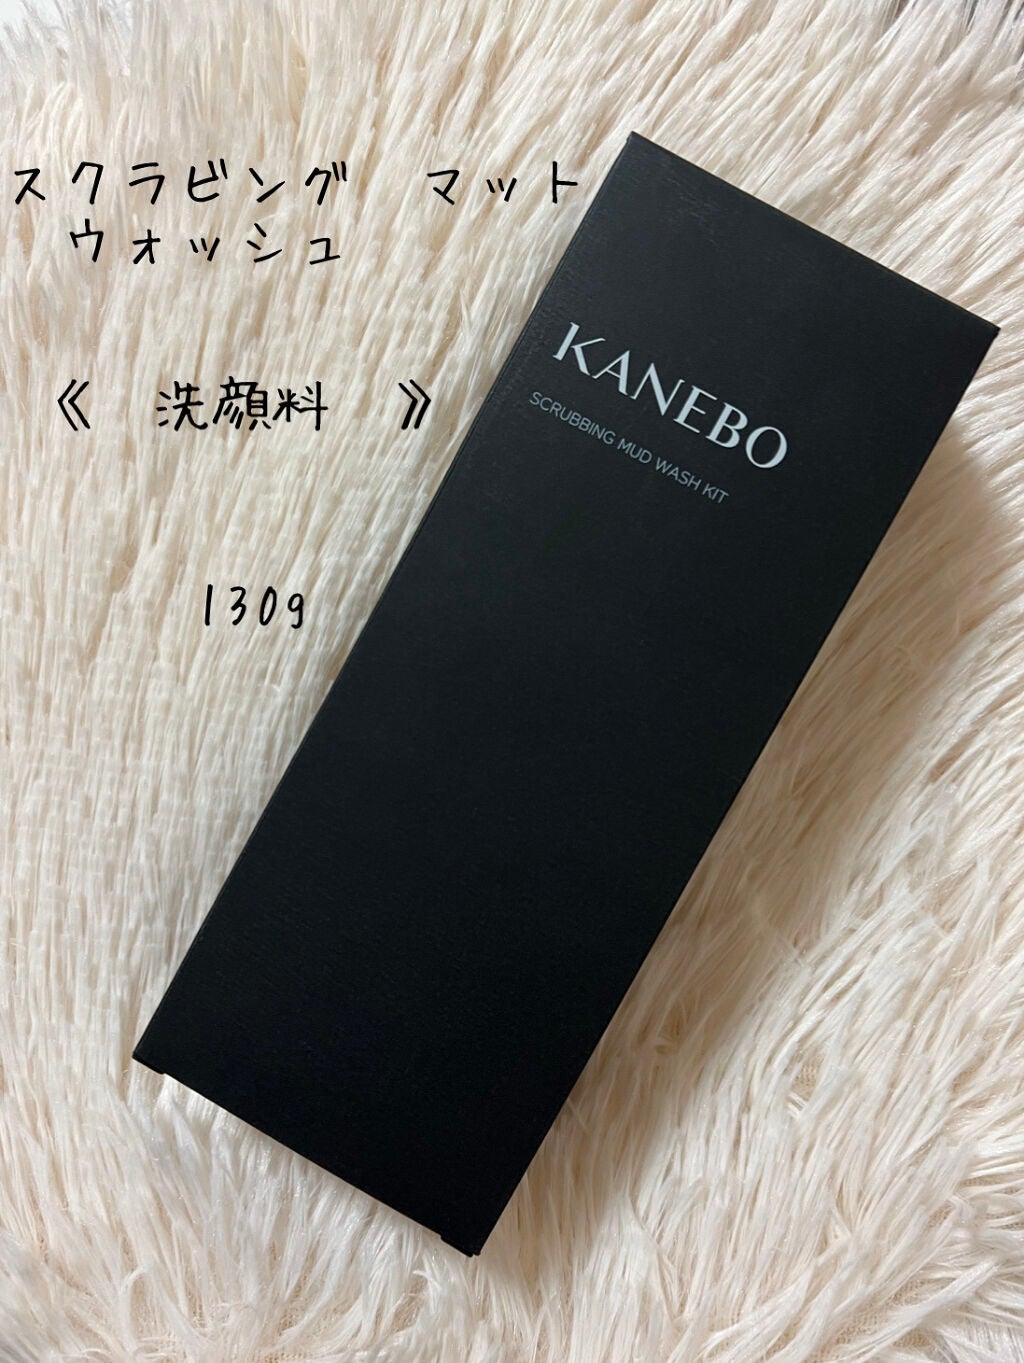 スクラビング マット
ウォッシュ
《 洗顔料 》
130g
KANEBO
SCRUBBING MUD WASH KIT